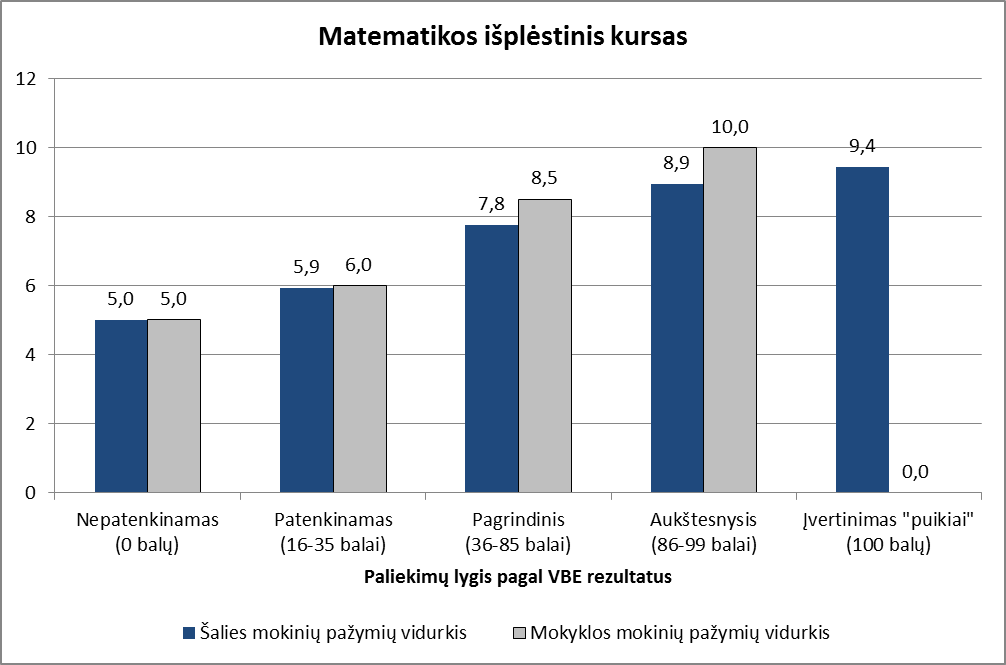 Matematikos išplėstinis kursas
12
10
8
6
4
2
0
5,0
5,0
5,9
6,0
7,8
8,5
8,9
10,0
9,4
0,0
Nepatenkinamas
(0 balų)
Patenkinamas
(16-35 balai)
Pagrindinis
(36-85 balai)
Aukštesnysis
(86-99 balai)
Įvertinimas "puikiai"
(100 balų)
Paliekimų lygis pagal VBE rezultatus
Šalies mokinių pažymių vidurkis
Mokyklos mokinių pažymių vidurkis